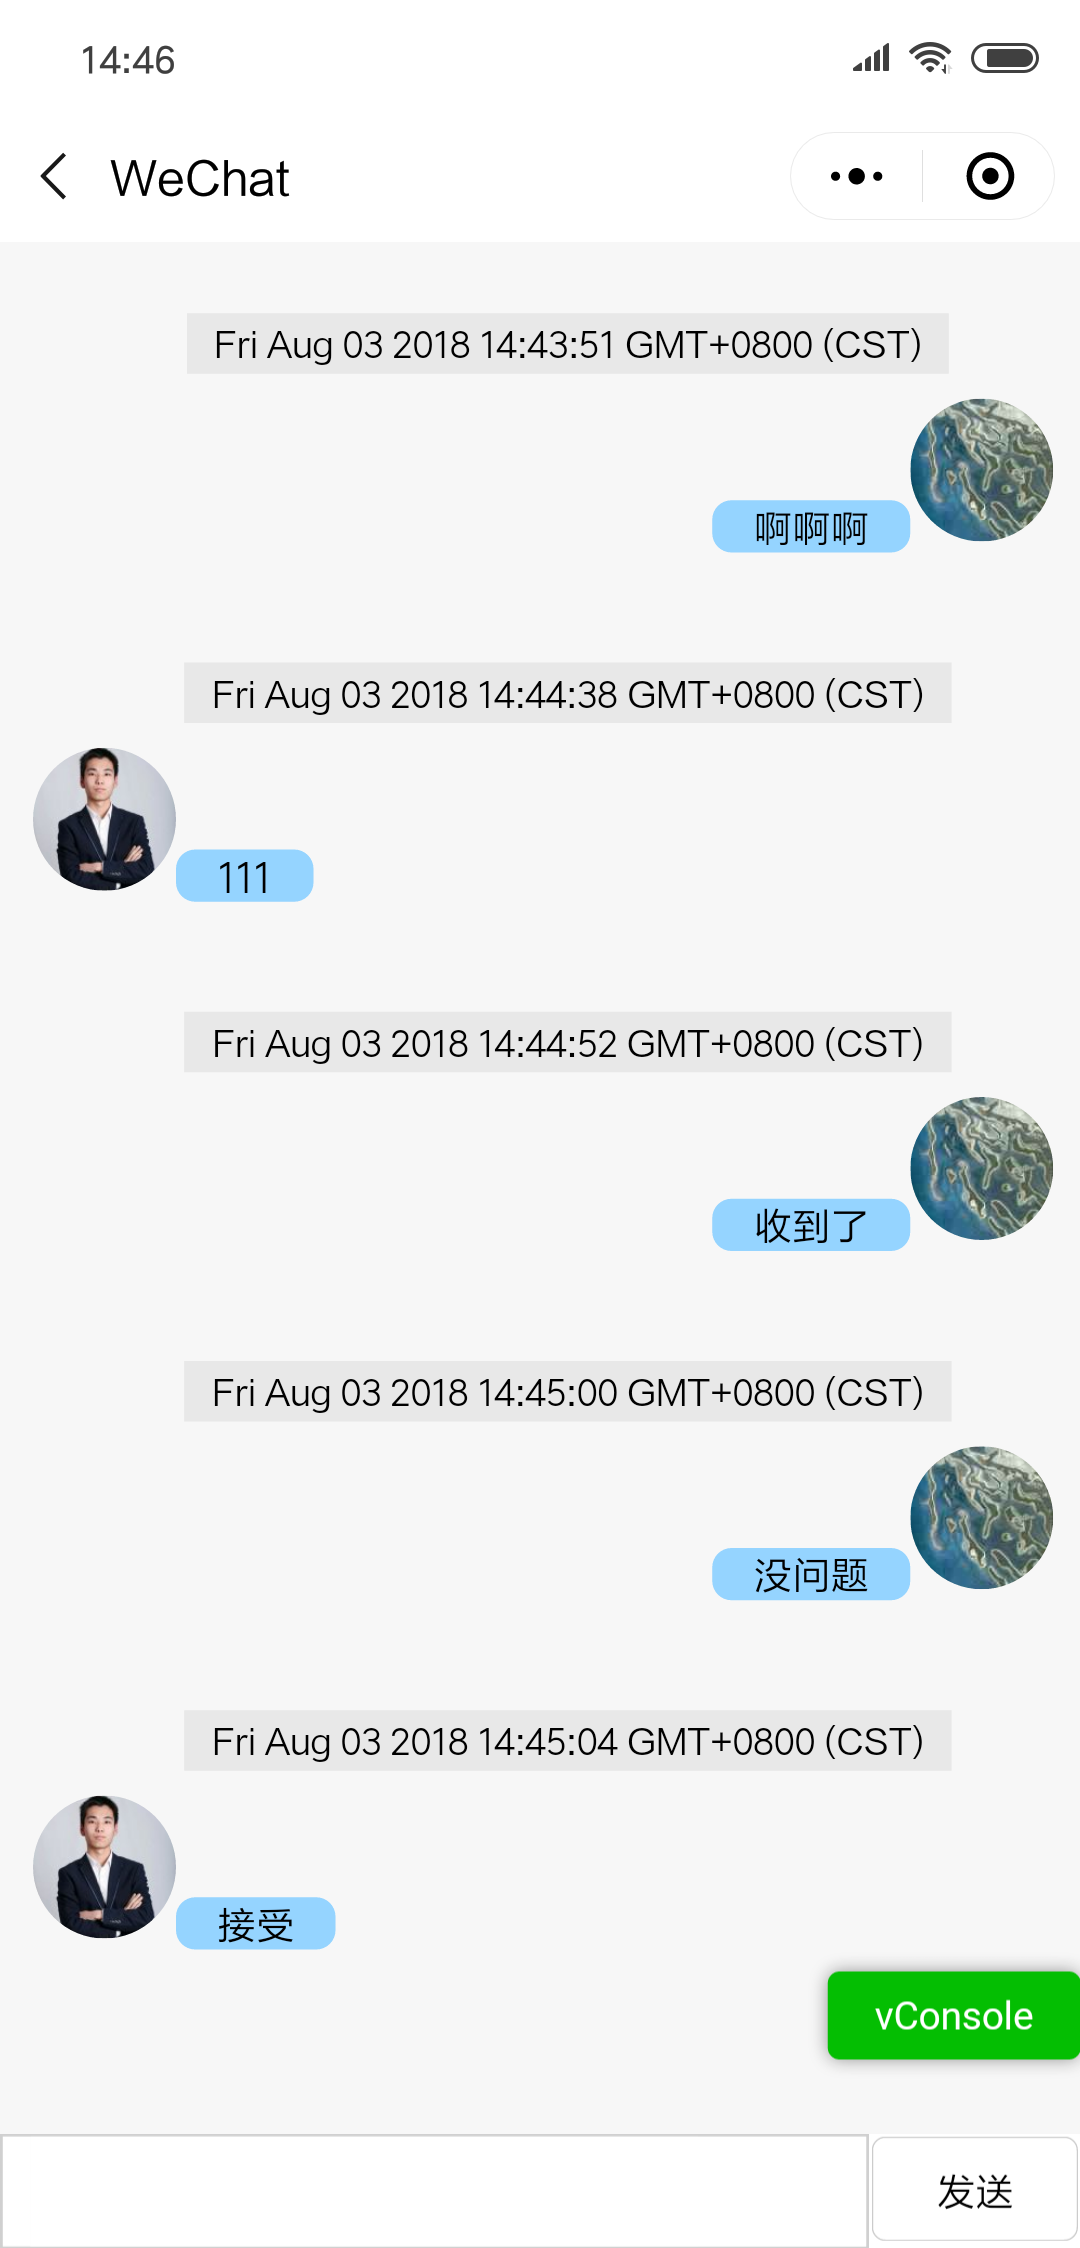 14:46
WeChat
Fri Aug 03 2018 14:43:51 GMT+0800 (CST)
啊啊啊
Fri Aug 03 2018 14:44:38 GMT+0800 (CST)
111
Fri Aug 03 2018 14:44:52 GMT+0800 (CST)
收到了
Fri Aug 03 2018 14:45:00 GMT+0800 (CST)
没问题
Fri Aug 03 2018 14:45:04 GMT+0800 (CST)
接受
vConsole
发送